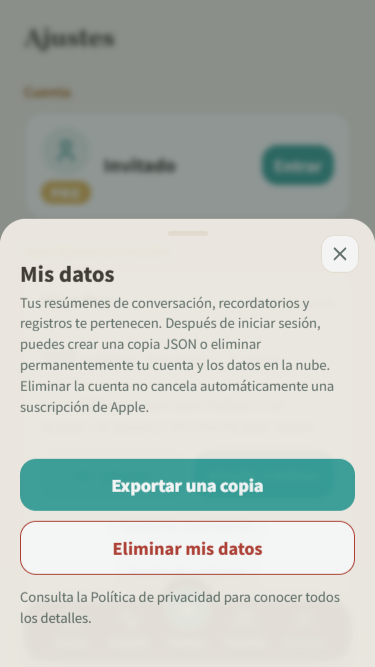 Ajustes
Cuenta
Invitado
Entrar
Mis datos
Tus resúmenes de conversación, recordatorios y
registros te pertenecen. Después de iniciar sesión,
puedes crear una copia JSON o eliminar
permanentemente tu cuenta y los datos en la nube.
Eliminar la cuenta no cancela automáticamente una
suscripción de Apple.
Exportar una copia
Eliminar mis datos
Consulta la Política de privacidad para conocer todos
los detalles.